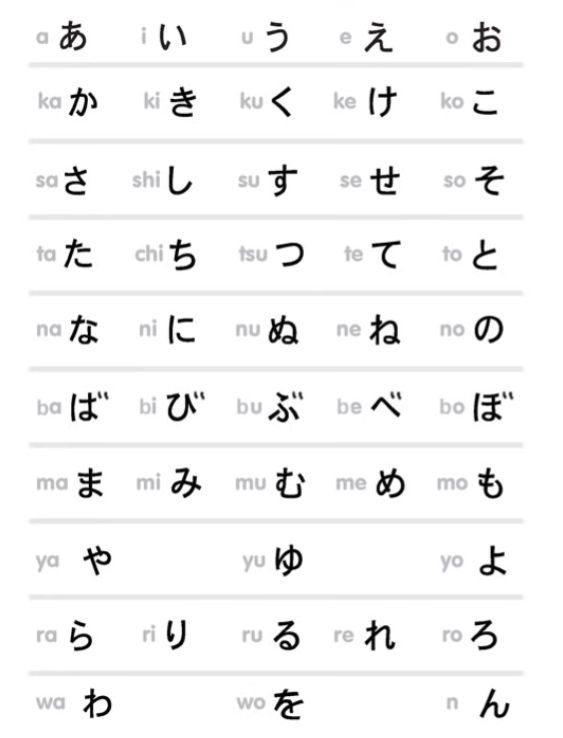 a あ i い u う e え o お
ka か ki き ku く ke け ko こ
sa さ shi し su す se せ so そ
ta た chi ち tsu つ te て to と
na な ni に nu ぬ ne ね no の
ba ば bi び bu ぶ be べ bo ぼ
ma ま mi み mu む me め mo も
ya や yu ゆ yo よ
ra ら ri り ru る re れ ro ろ
wa わ wo を n ん